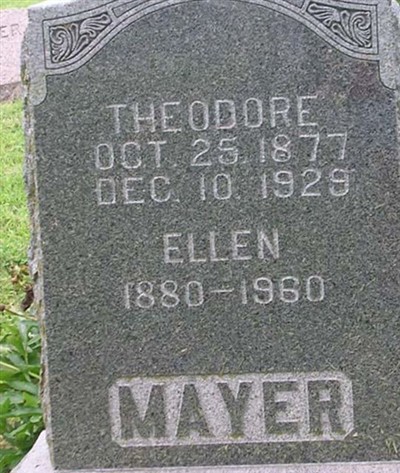 THEODORE
OCT. 25. 1877
DEC. 10. 1929
ELLEN
1880-1960
MAYER